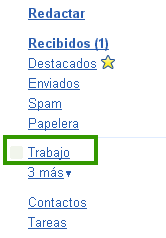 Redactar
Recibidos (1)
Destacados
Enviados
Spam
Papelera
Trabajo
3 más ▾
Contactos
Tareas